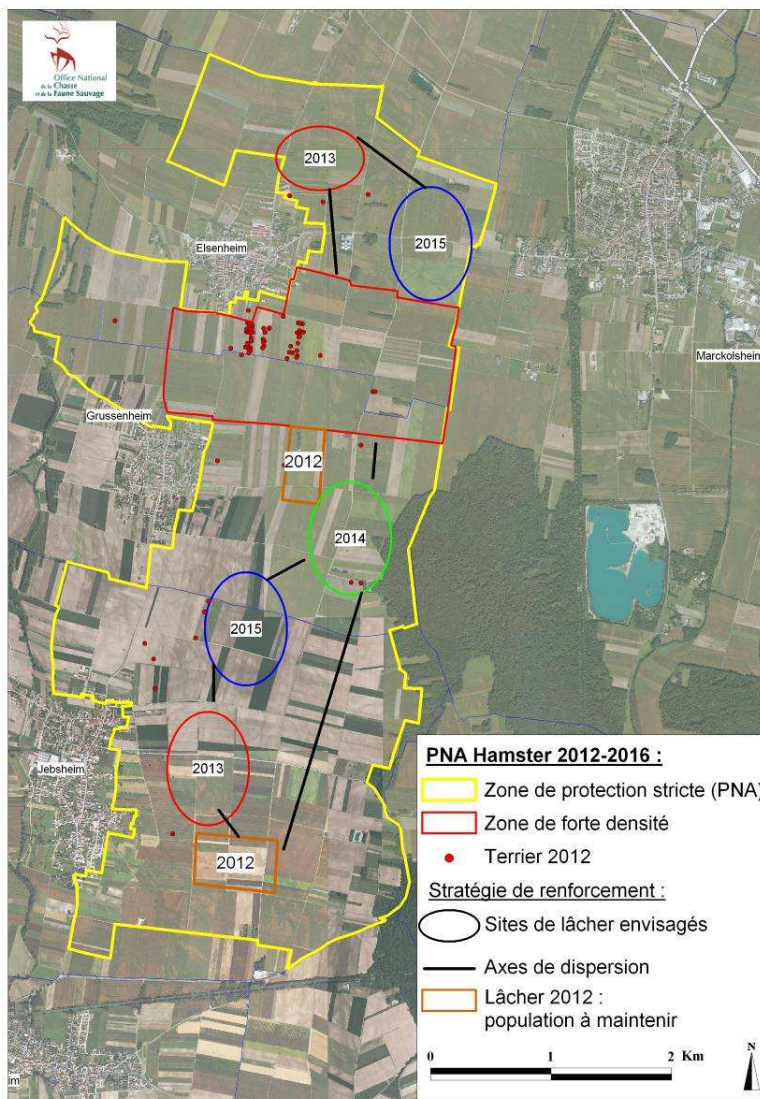 Office National
de la Chasse
et de la Faune Sauvage
2013
2015
Elsenheim
Marckolsheim
Grussenheim
2012
2014
2015
Jebsheim
2013
2012
im
PNA Hamster 2012-2016 :
Zone de protection stricte (PNA)
Zone de forte densité
Terrier 2012
Stratégie de renforcement :
Sites de lâcher envisagés
Axes de dispersion
Lâcher 2012 :
population à maintenir
0 1 2 Km
N